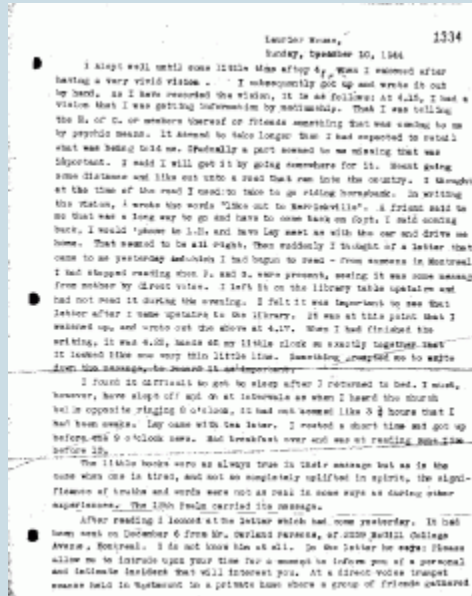 1334
Laurier House,
Sunday, December 10, 1944
I slept well until some little time after 4, when I wakened after
having a very vivid vision. I subsequently got up and wrote it out
by hand. As I have recorded the vision, it is as follows: At 4.15, I had a
vision that I was getting information by mediumship. That I was telling
the H. of C. or members thereof or friends something that was coming to me
by psychic means. It seemed to take longer than I had expected to retail
what was being told me. Gradually a part seemed to me missing that was
important. I said I will get it by going somewhere for it. Meant going
some distance and like out onto a road that ran into the country. I thought
at the time of the road I used to take to go riding horseback. In writing
the vision, I wrote the words "like out to
me that was a long way to go and have to come back on foot. I said coming
back, I would 'phone to L.H. and have Lay meet me with the car and drive me
home. That seemed to be all right. Then suddenly I thought of a letter that
came to me yesterday and which I had begun to read - from someone in Montreal
I had stopped reading when J. and were present, seeing it was some message
from mother by direct voice. I left it on the library table upstairs and
had not read it during the evening. I felt it was important to see that
letter after I came upstairs to the library. It was at this point that I
wakened up, and wrote out the above at 4.17. When I had finished the
writing, it was 4.22, hands of my little clock so exactly together that
it looked like one very thin little line. Something prompted me to write
down the message, to record it as important.
I found it difficult to get to sleep after I returned to bed. I must,
however, have slept off and on at intervals as when I heard the church
bells opposite ringing 8 o'clock, it had not seemed like 3 ½ hours that I
had been awake. Lay came with tea later. I rested a short time and got up
before the 9 o'clock news. Had breakfast over and was at reading some time
before 10.
The little books were as always true in their message but as is the
case when one is tired, and not so completely uplifted in spirit, the signi-
ficance of truths and words were not as real in some ways as during other
experiences. The Psalm carried its message.
After reading I looked at the letter which had come yesterday. It had
been sent on December 6 from Mr. Garland Parsons, of McGill College
Avenue, Montreal. I do not know him at all. In the letter he says: Please
allow me to intrude upon your time for a moment to inform you of a personal
and intimate incident that will interest you. At a direct voice trumpet
seance held in Westmount in a private home where a group of friends gathered